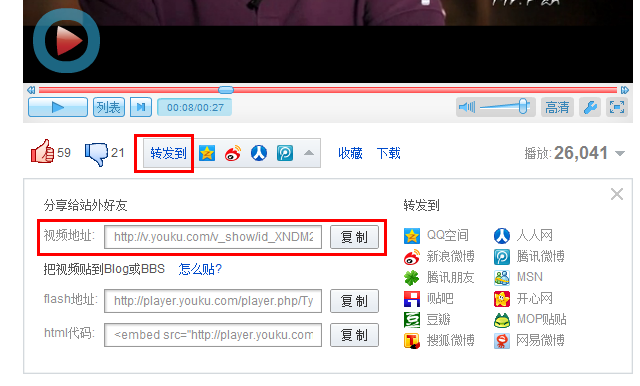 列表
00:08/00:27
高清
59
21
转发到
收藏
下载
播放: 26,041
分享给站外好友
视频地址: http://v.youku.com/v_show/id_XNDM2 复制
把视频贴到Blog或BBS 怎么贴?
flash地址: http://player.youku.com/player.php/Ty 复制
html代码: <embed src="http://player.youku.com 复制
转发到
QQ空间 人人网
新浪微博 腾讯微博
腾讯朋友 MSN
i贴吧 开心网
豆瓣 MOP贴贴
搜狐微博 网易微博